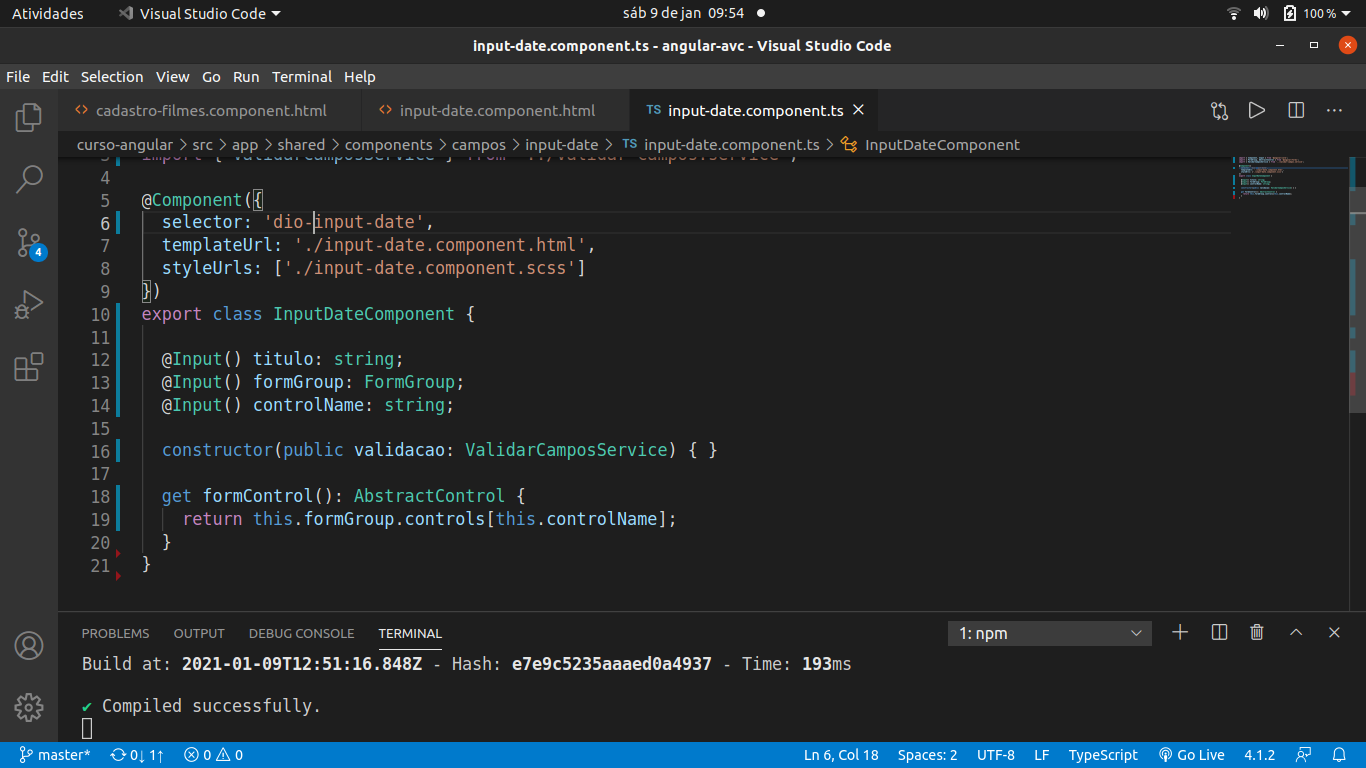 Atividades Visual Studio Code sáb 9 de jan 09:54 100 %
input-date.component.ts - angular-avc - Visual Studio Code
File Edit Selection View Go Run Terminal Help
<> cadastro-filmes.component.html <> input-date.component.html TS input-date.component.ts
curso-angular > src > app > shared > components > campos > input-date > TS input-date.component.ts > InputDateComponent
3 import { ValidarCamposService } from '../validar-campos.service';
4
5 @Component({
6 selector: 'dio-input-date',
7 templateUrl: './input-date.component.html',
8 styleUrls: ['./input-date.component.scss']
9 })
10 export class InputDateComponent {
11
12 @Input() titulo: string;
13 @Input() formGroup: FormGroup;
14 @Input() controlName: string;
15
16 constructor(public validacao: ValidarCamposService) { }
17
18 get formControl(): AbstractControl {
19 return this.formGroup.controls[this.controlName];
20 }
21 }
4
PROBLEMS OUTPUT DEBUG CONSOLE TERMINAL 1: npm
Build at: 2021-01-09T12:51:16.848Z - Hash: e7e9c5235aaaed0a4937 - Time: 193ms
✔ Compiled successfully.
master* 0↓ 1↑ 0 0 Ln 6, Col 18 Spaces: 2 UTF-8 LF TypeScript Go Live 4.1.2